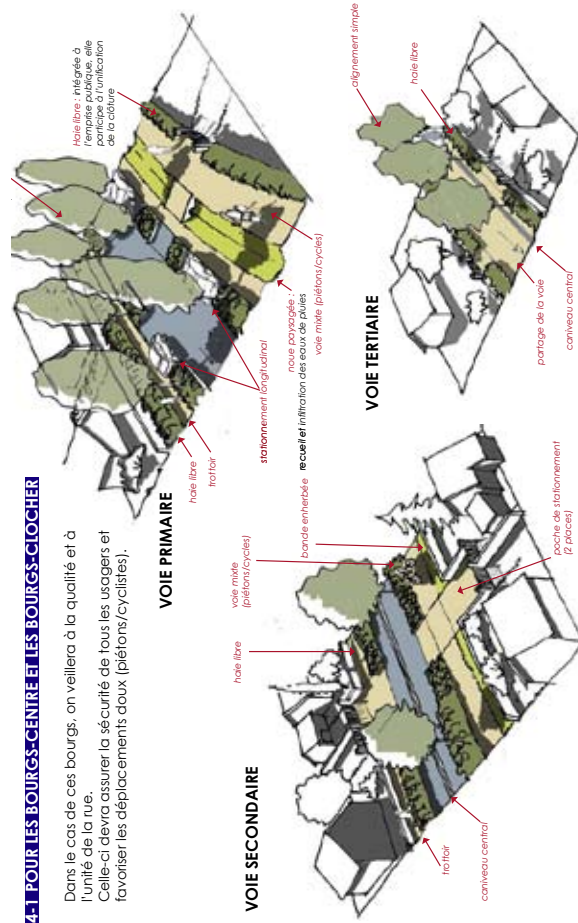 4-1 POUR LES BOURGS-CENTRE ET LES BOURGS-CLOCHER
Dans le cas de ces bourgs, on veillera à la qualité et à
l'unité de la rue.
Celle-ci devra assurer la sécurité de tous les usagers et
favoriser les déplacements doux (piétons/cyclistes).
VOIE PRIMAIRE
haie libre
trottoir
stationnement longitudinal
noue paysagée :
recueil et infiltration des eaux de pluies
voie mixte (piétons/cycles)
Haie libre : intégrée à
l'emprise publique, elle
participe à l'unification
de la clôture
VOIE SECONDAIRE
haie libre
voie mixte
(piétons/cycles)
bande enherbée
trottoir
caniveau central
poche de stationnement
(2 places)
VOIE TERTIAIRE
alignement simple
haie libre
partage de la voie
caniveau central